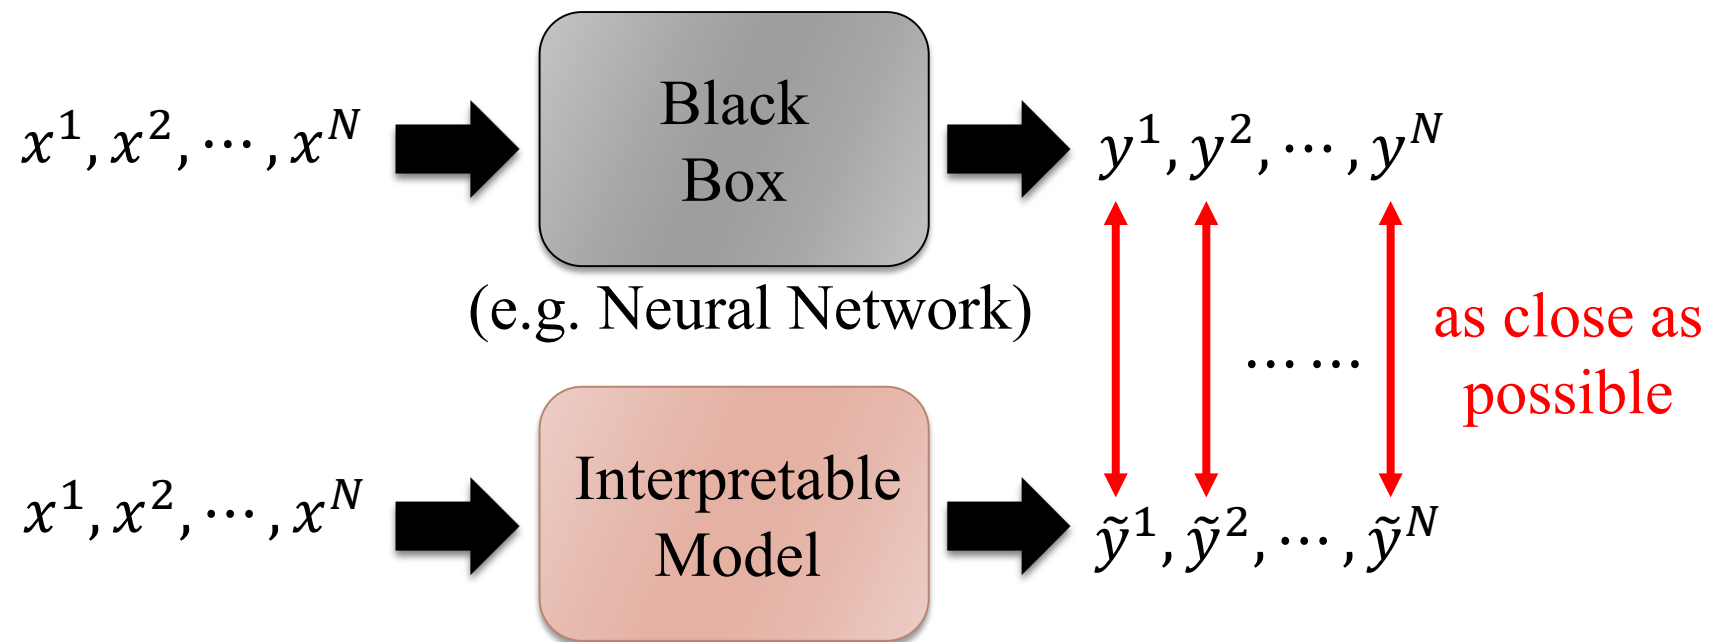 x¹, x², ⋯, xᴺ
Black
Box
y¹, y², ⋯, yᴺ
(e.g. Neural Network)
as close as
possible
⋯⋯
x¹, x², ⋯, xᴺ
Interpretable
Model
ỹ¹, ỹ², ⋯, ỹᴺ